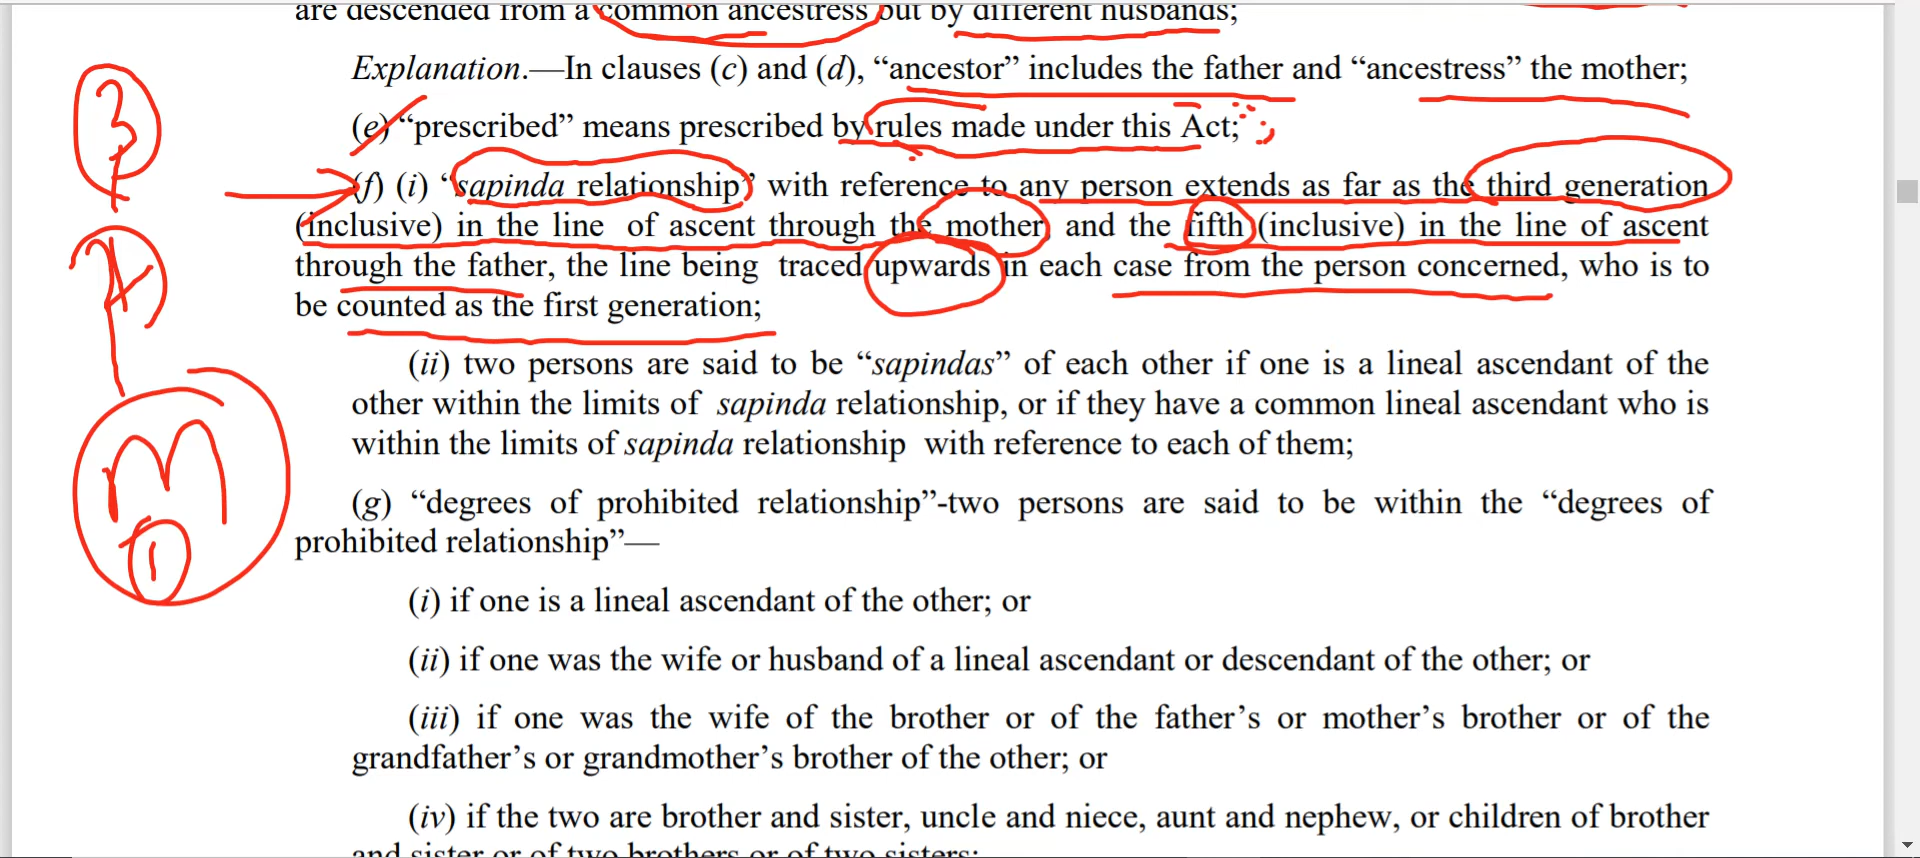 are descended from a common ancestress but by different husbands;
Explanation.—In clauses (c) and (d), “ancestor” includes the father and “ancestress” the mother;
(e) “prescribed” means prescribed by rules made under this Act;
(f) (i) “sapinda relationship” with reference to any person extends as far as the third generation
(inclusive) in the line of ascent through the mother and the fifth (inclusive) in the line of ascent
through the father, the line being traced upwards in each case from the person concerned, who is to
be counted as the first generation;
(ii) two persons are said to be “sapindas” of each other if one is a lineal ascendant of the
other within the limits of sapinda relationship, or if they have a common lineal ascendant who is
within the limits of sapinda relationship with reference to each of them;
(g) “degrees of prohibited relationship”-two persons are said to be within the “degrees of
prohibited relationship”—
(i) if one is a lineal ascendant of the other; or
(ii) if one was the wife or husband of a lineal ascendant or descendant of the other; or
(iii) if one was the wife of the brother or of the father’s or mother’s brother or of the
grandfather’s or grandmother’s brother of the other; or
(iv) if the two are brother and sister, uncle and niece, aunt and nephew, or children of brother
and sister or of two brothers or of two sisters;
3
M
1